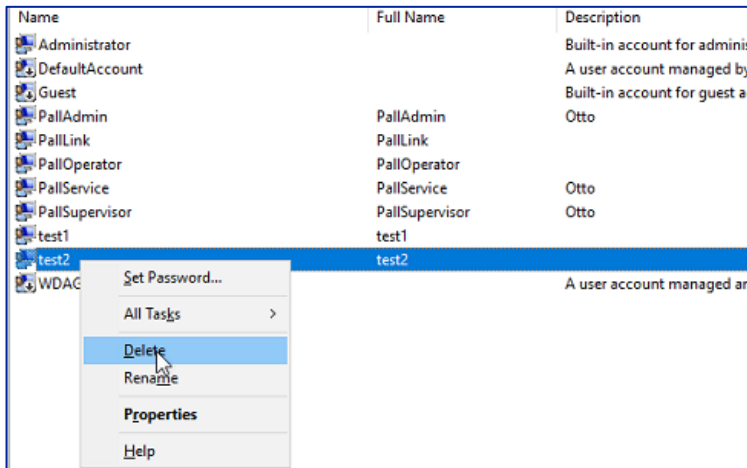 Name Full Name Description
Administrator Built-in account for adminis
DefaultAccount A user account managed by
Guest Built-in account for guest a
PallAdmin PallAdmin Otto
PallLink PallLink
PallOperator PallOperator
PallService PallService Otto
PallSupervisor PallSupervisor Otto
test1 test1
test2 test2
WDAG A user account managed an
Set Password...
All Tasks >
Delete
Rename
Properties
Help